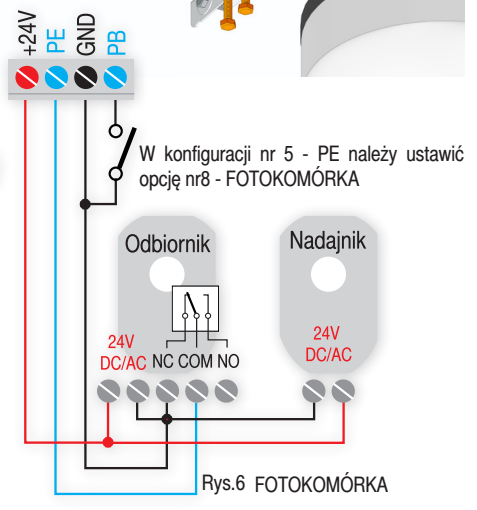 +24V
PE
GND
PB
W konfiguracji nr 5 - PE należy ustawić
opcję nr8 - FOTOKOMÓRKA
Odbiornik
Nadajnik
24V
DC/AC
NC COM NO
24V
DC/AC
Rys.6 FOTOKOMÓRKA